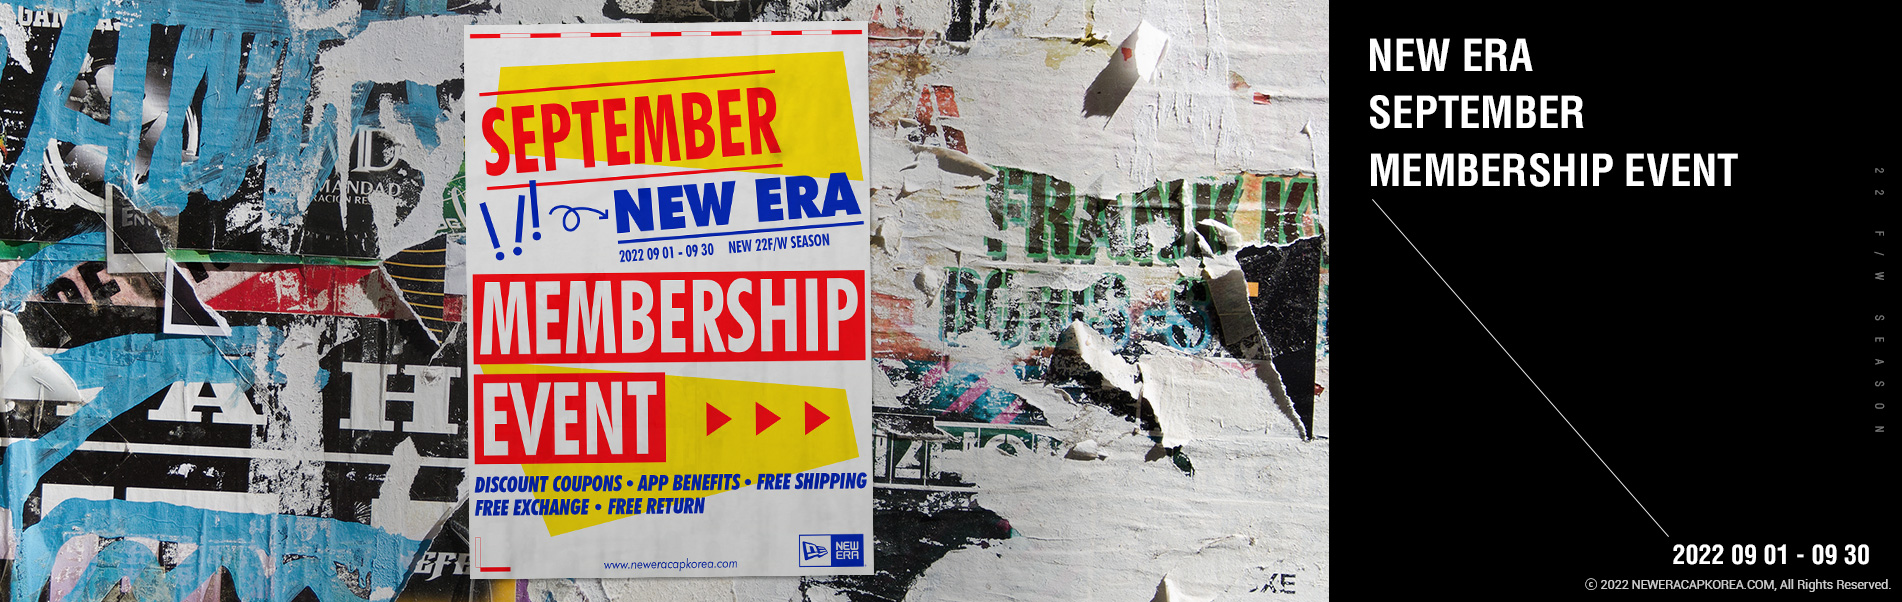 SEPTEMBER
NEW ERA
2022 09 01 - 09 30 NEW 22F/W SEASON
MEMBERSHIP
EVENT
DISCOUNT COUPONS • APP BENEFITS • FREE SHIPPING
FREE EXCHANGE • FREE RETURN
www.neweracapkorea.com
NEW
ERA
FRANK K
A H
MANDAD
NEW ERA
SEPTEMBER
MEMBERSHIP EVENT
22 F/W SEASON
2022 09 01 - 09 30
ⓒ 2022 NEWERACAPKOREA.COM, All Rights Reserved.